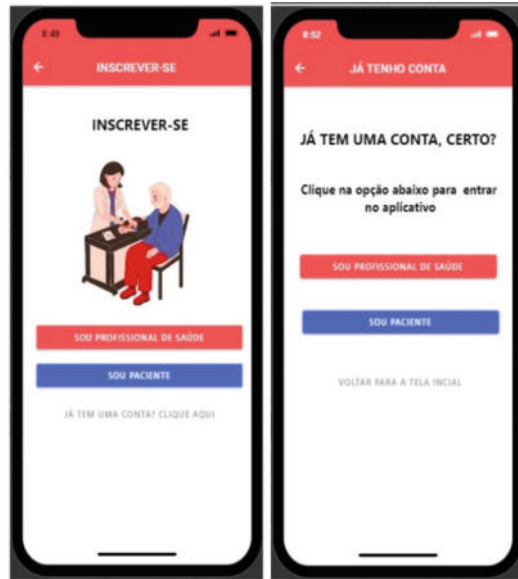 8:48
INSCREVER-SE
INSCREVER-SE
SOU PROFISSIONAL DE SAÚDE
SOU PACIENTE
JÁ TEM UMA CONTA? CLIQUE AQUI
8:52
JÁ TENHO CONTA
JÁ TEM UMA CONTA, CERTO?
Clique na opção abaixo para entrar
no aplicativo
SOU PROFISSIONAL DE SAÚDE
SOU PACIENTE
VOLTAR PARA A TELA INCIAL